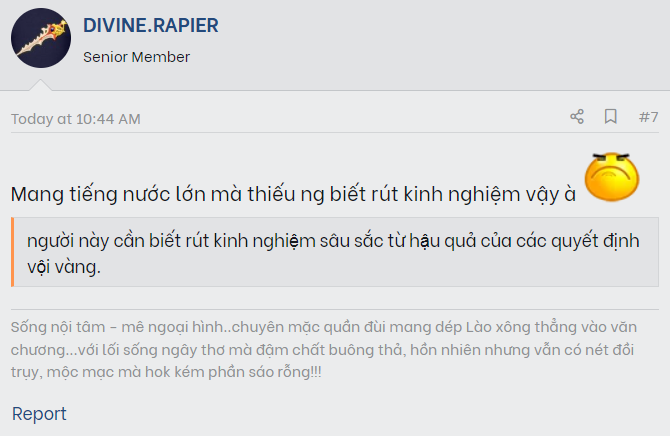 DIVINE.RAPIER
Senior Member
Today at 10:44 AM
#7
Mang tiếng nước lớn mà thiếu ng biết rút kinh nghiệm vậy à
người này cần biết rút kinh nghiệm sâu sắc từ hậu quả của các quyết định
vội vàng.
Sống nội tâm - mê ngoại hình..chuyên mặc quần đùi mang dép Lào xông thẳng vào văn
chương...với lối sống ngây thơ mà đậm chất buông thả, hồn nhiên nhưng vẫn có nét đồi
trụy, mộc mạc mà hok kém phần sáo rỗng!!!
Report